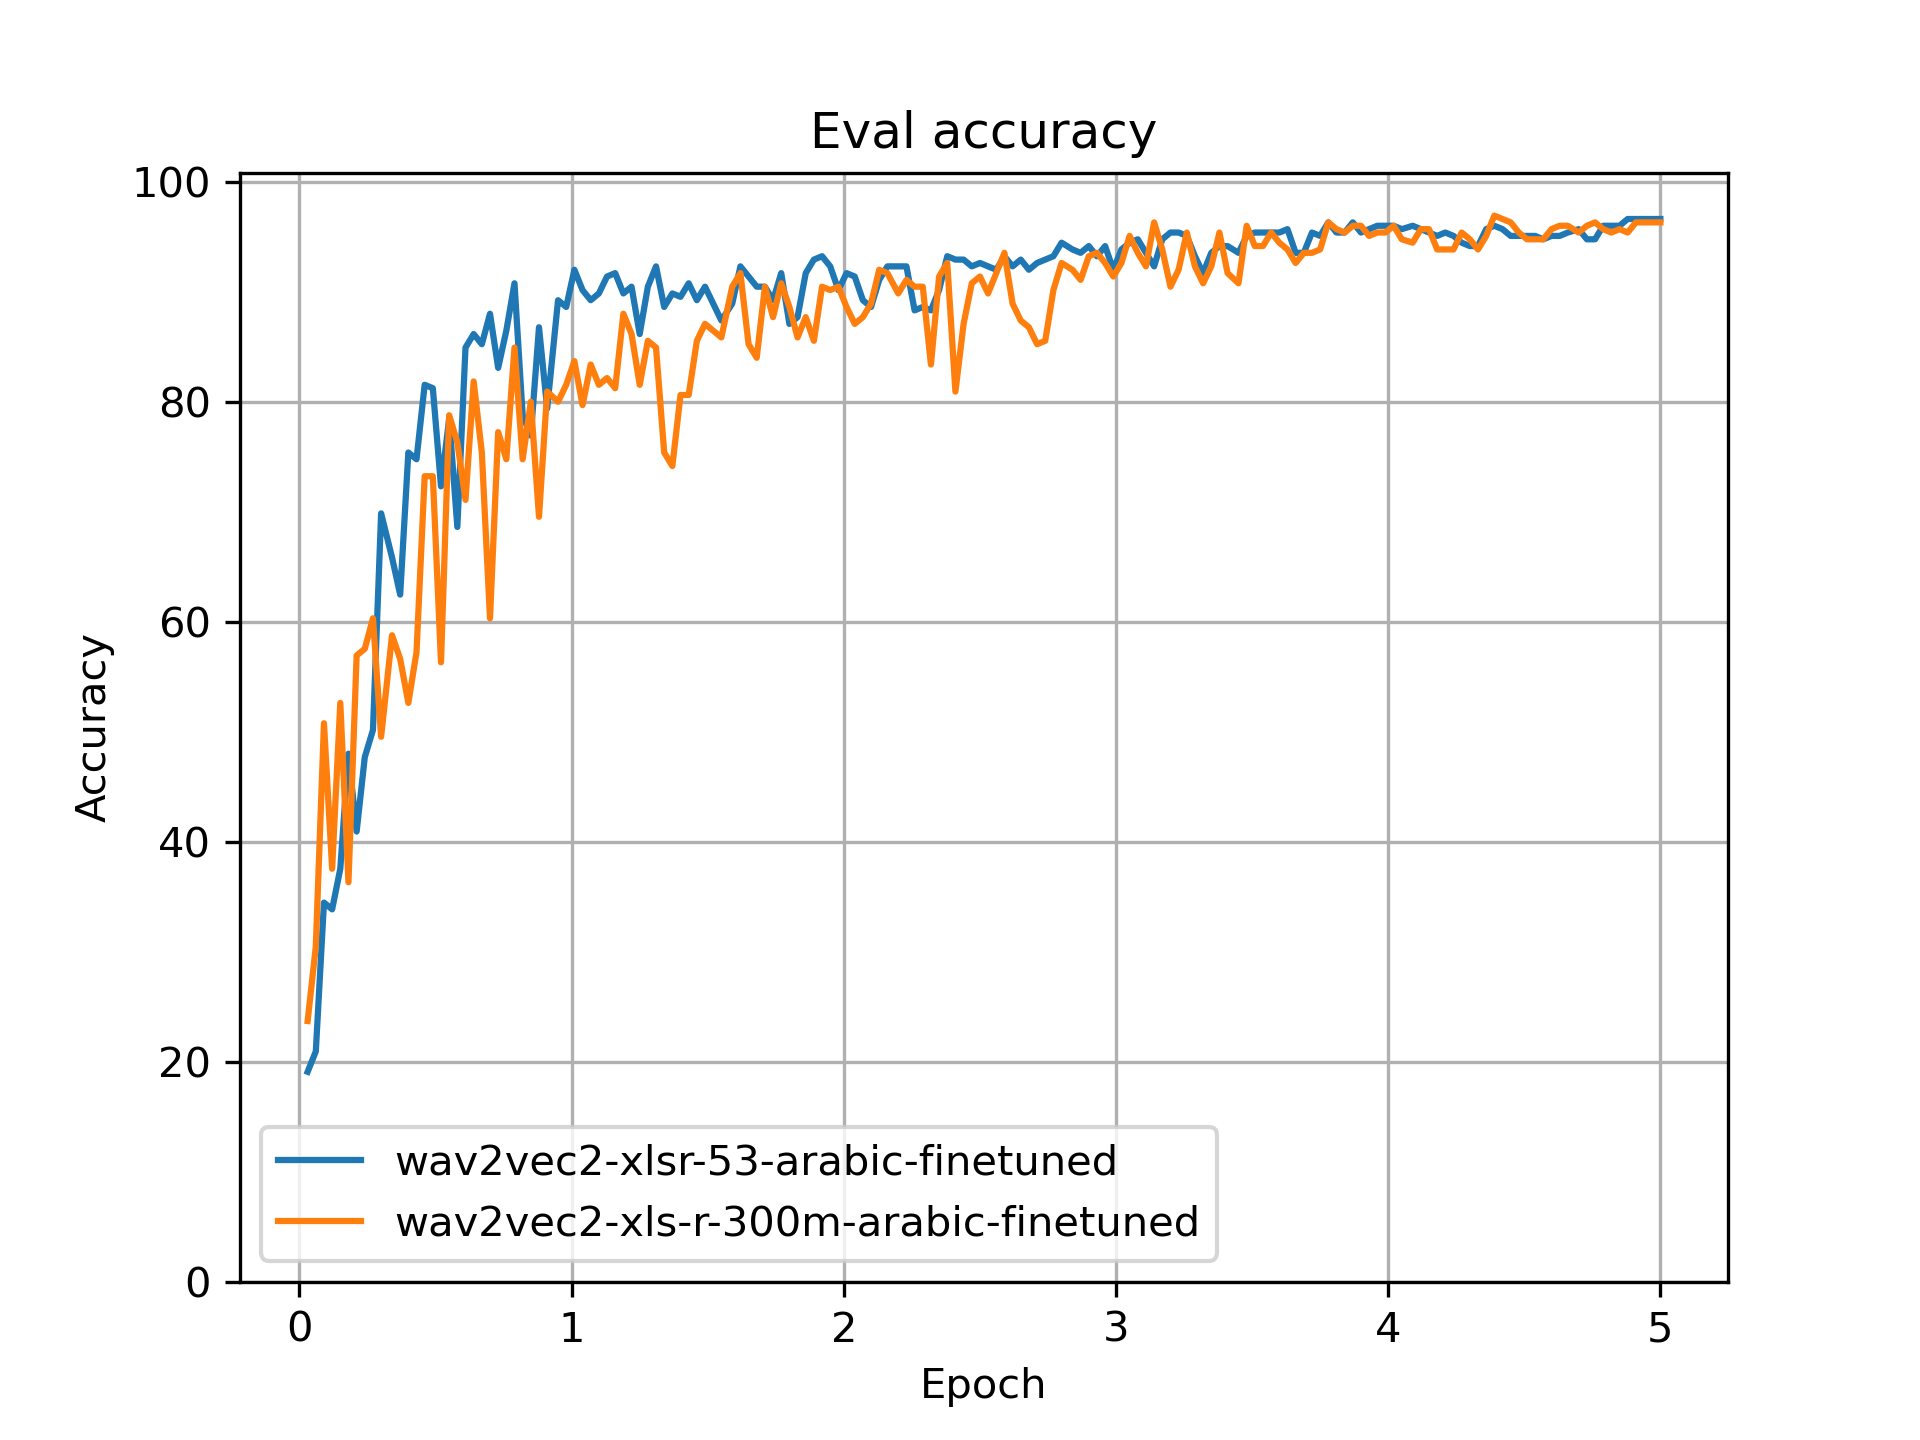 Eval accuracy
100
80
60
40
20
0
Accuracy
wav2vec2-xlsr-53-arabic-finetuned
wav2vec2-xls-r-300m-arabic-finetuned
0 1 2 3 4 5
Epoch